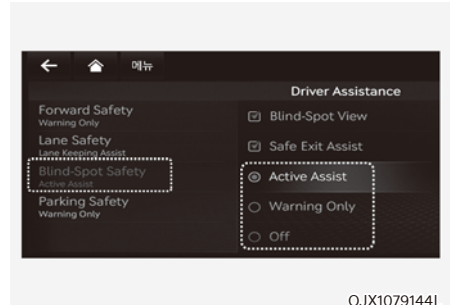 메뉴
Driver Assistance
Forward Safety
Warning Only
Lane Safety
Lane Keeping Assist
Blind-Spot Safety
Active Assist
Parking Safety
Warning Only
Blind-Spot View
Safe Exit Assist
Active Assist
Warning Only
Off
OJX1079144L